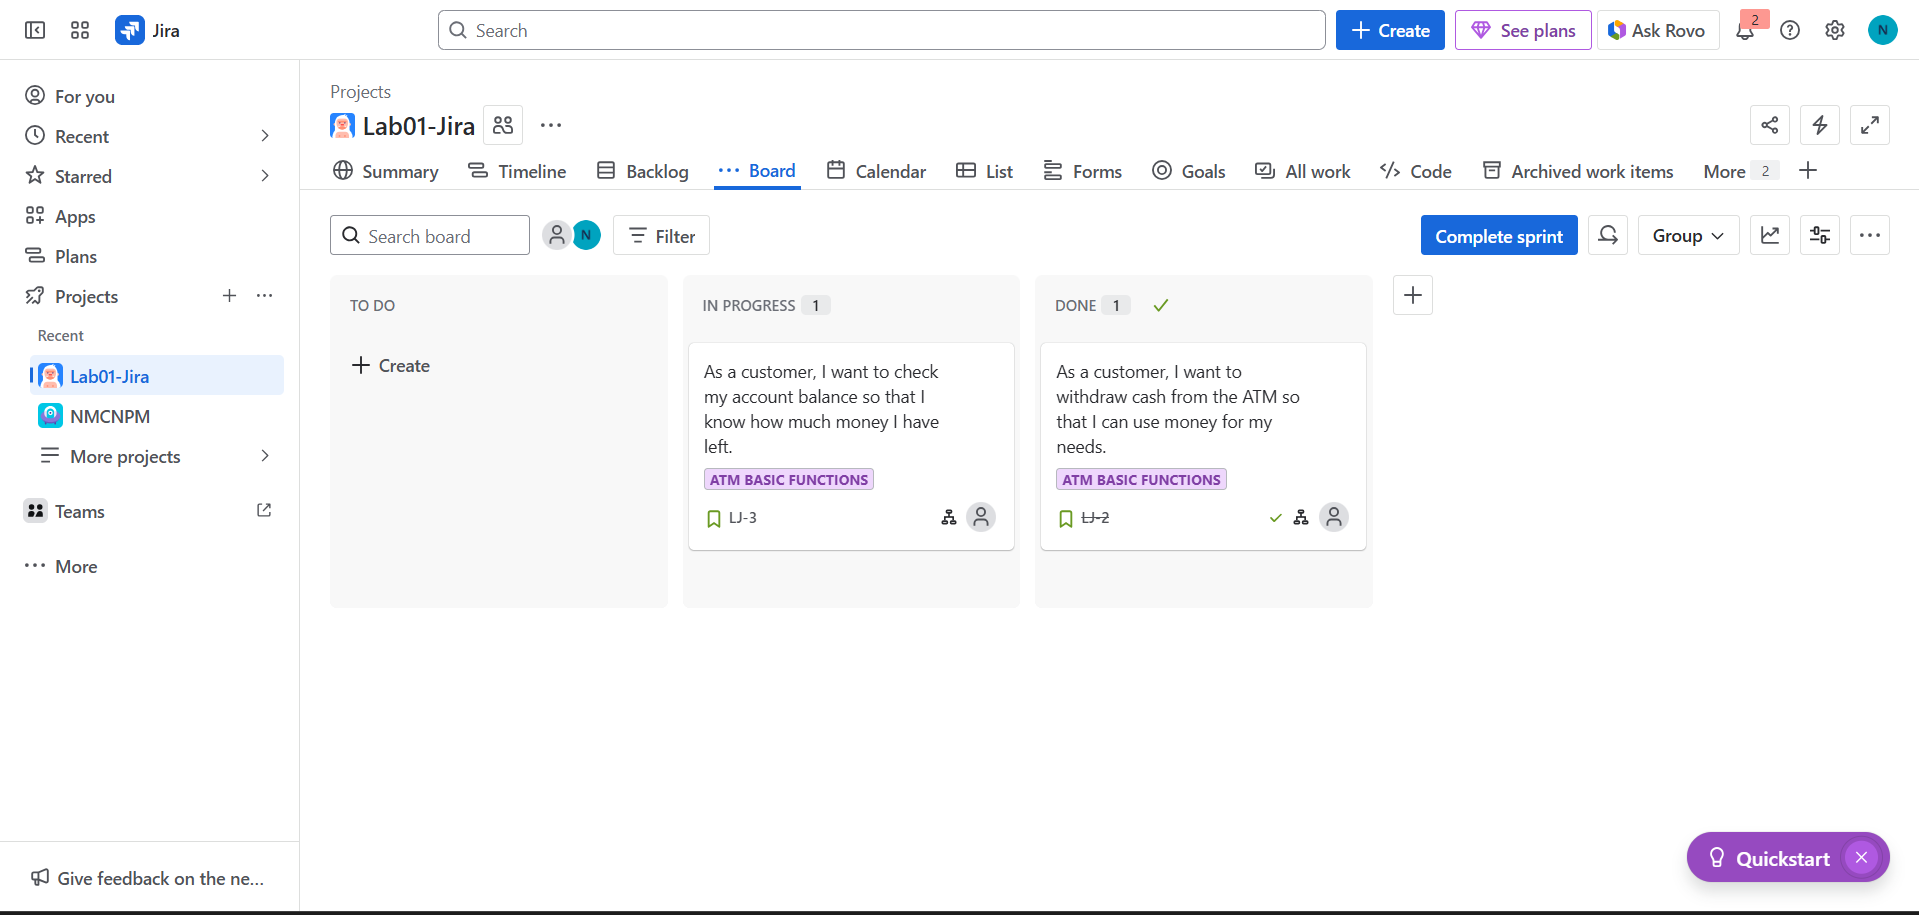 Jira
Search
Create
See plans
Ask Rovo
2
N
For you
Recent
Starred
Apps
Plans
Projects
Recent
Lab01-Jira
NMCNPM
More projects
Teams
More
Give feedback on the ne...
Projects
Lab01-Jira
Summary
Timeline
Backlog
Board
Calendar
List
Forms
Goals
All work
Code
Archived work items
More 2
Search board
N
Filter
Complete sprint
Group
TO DO
Create
IN PROGRESS 1
As a customer, I want to check
my account balance so that I
know how much money I have
left.
ATM BASIC FUNCTIONS
LJ-3
DONE 1
As a customer, I want to
withdraw cash from the ATM so
that I can use money for my
needs.
ATM BASIC FUNCTIONS
LJ-2
Quickstart